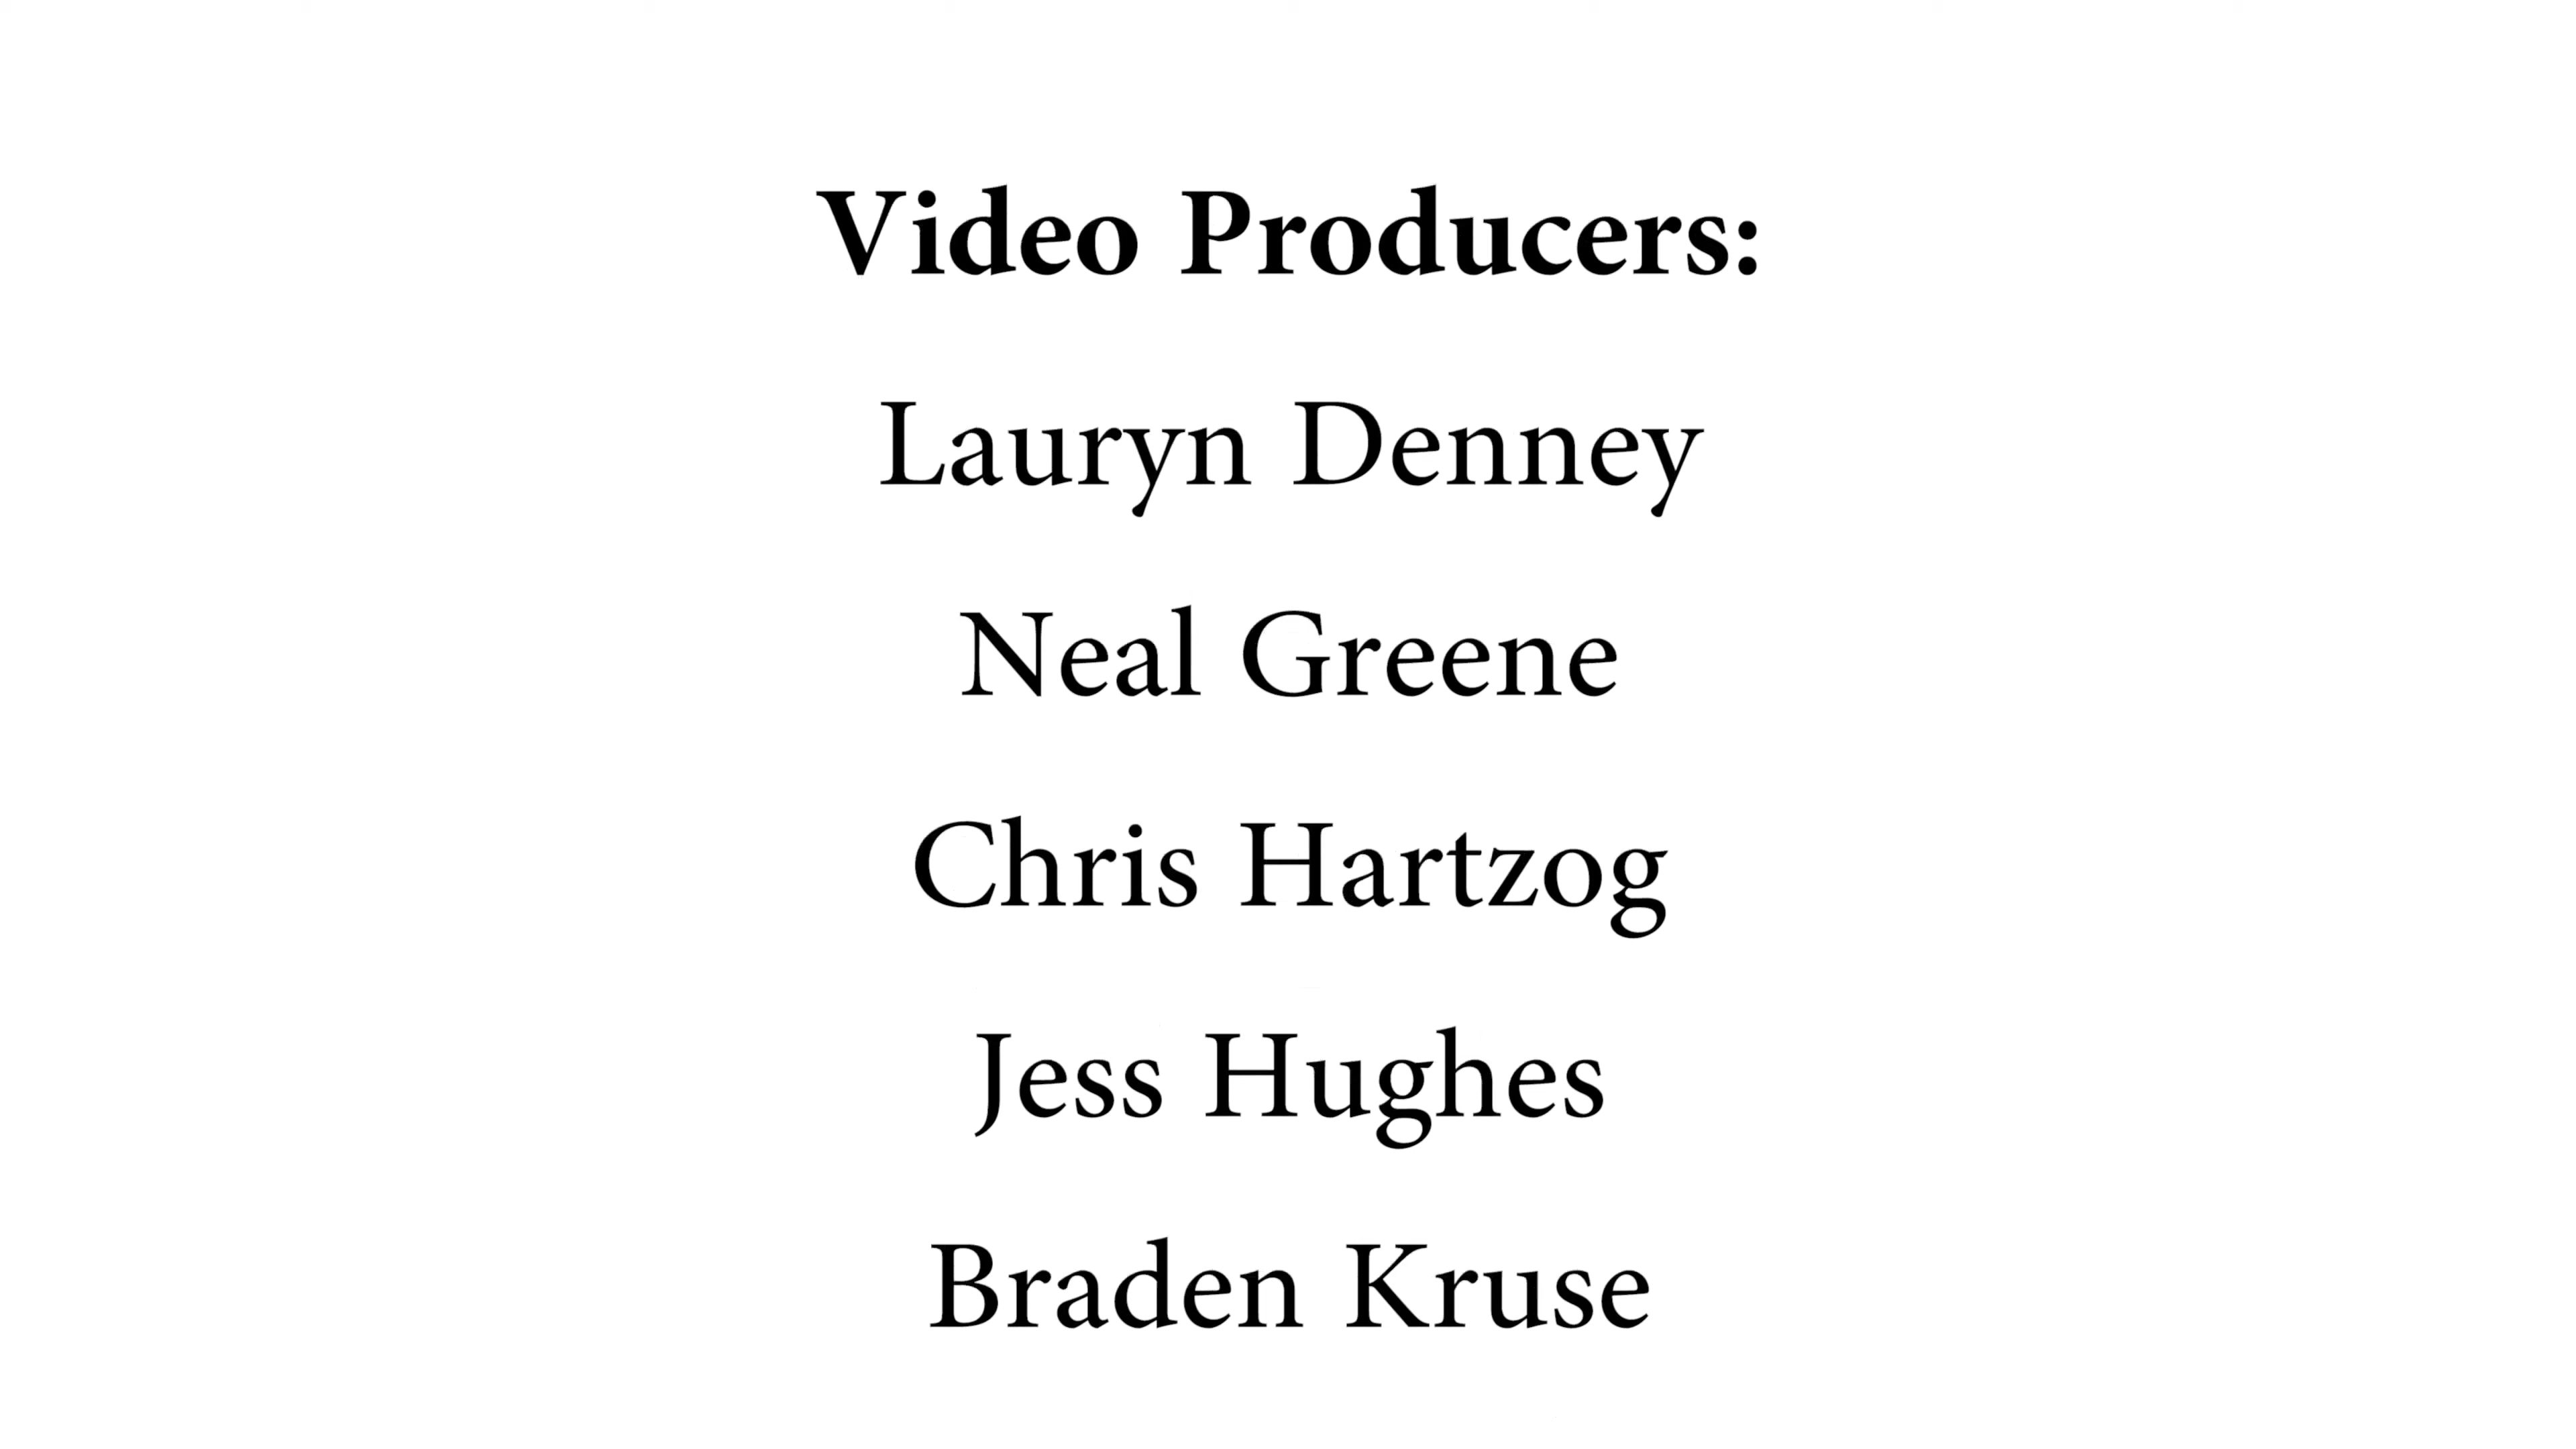 Video Producers:
Lauryn Denney
Neal Greene
Chris Hartzog
Jess Hughes
Braden Kruse